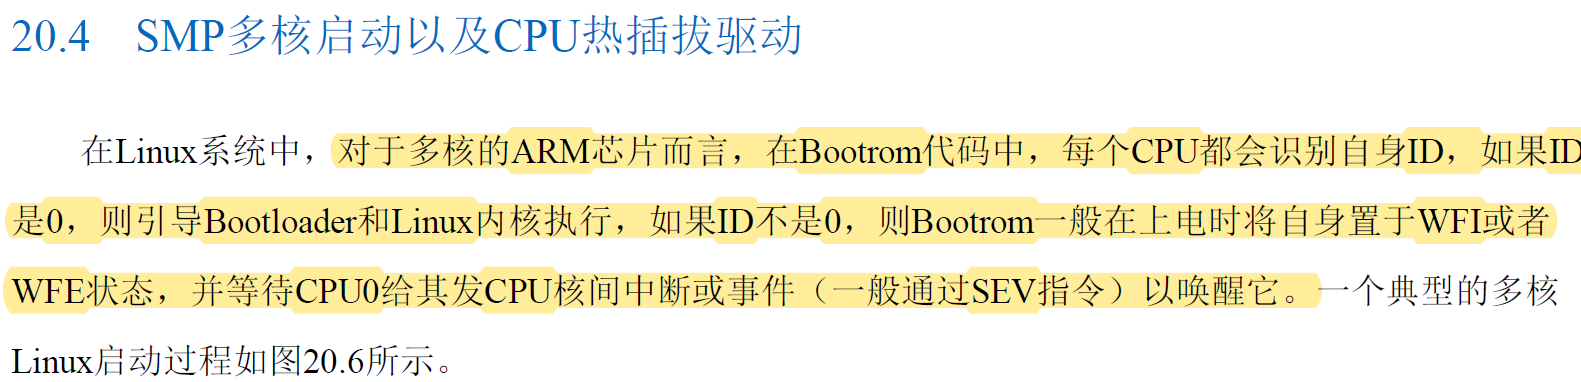 20.4 SMP多核启动以及CPU热插拔驱动
在Linux系统中，对于多核的ARM芯片而言，在Bootrom代码中，每个CPU都会识别自身ID，如果ID
是0，则引导Bootloader和Linux内核执行，如果ID不是0，则Bootrom一般在上电时将自身置于WFI或者
WFE状态，并等待CPU0给其发CPU核间中断或事件（一般通过SEV指令）以唤醒它。一个典型的多核
Linux启动过程如图20.6所示。